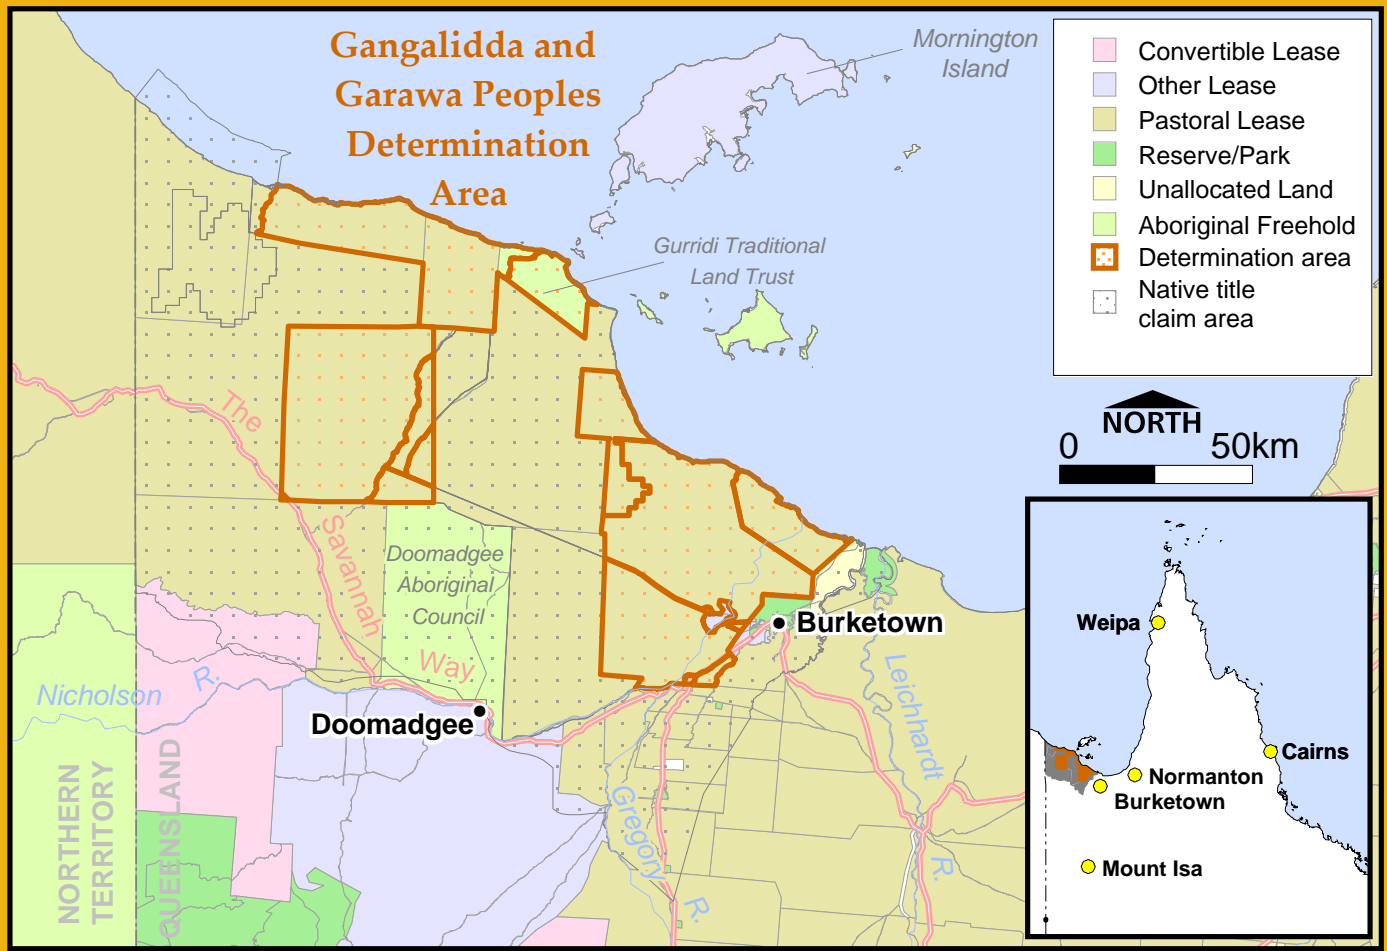 Gangalidda and
Garawa Peoples
Determination
Area
Mornington
Island
Gurridi Traditional
Land Trust
Convertible Lease
Other Lease
Pastoral Lease
Reserve/Park
Unallocated Land
Aboriginal Freehold
Determination area
Native title
claim area
NORTH
0 50km
The
Savannah
Way
Doomadgee
Aboriginal
Council
Burketown
Doomadgee
Nicholson R.
Leichhardt
R.
Gregory
R.
NORTHERN
TERRITORY
QUEENSLAND
Weipa
Cairns
Normanton
Burketown
Mount Isa